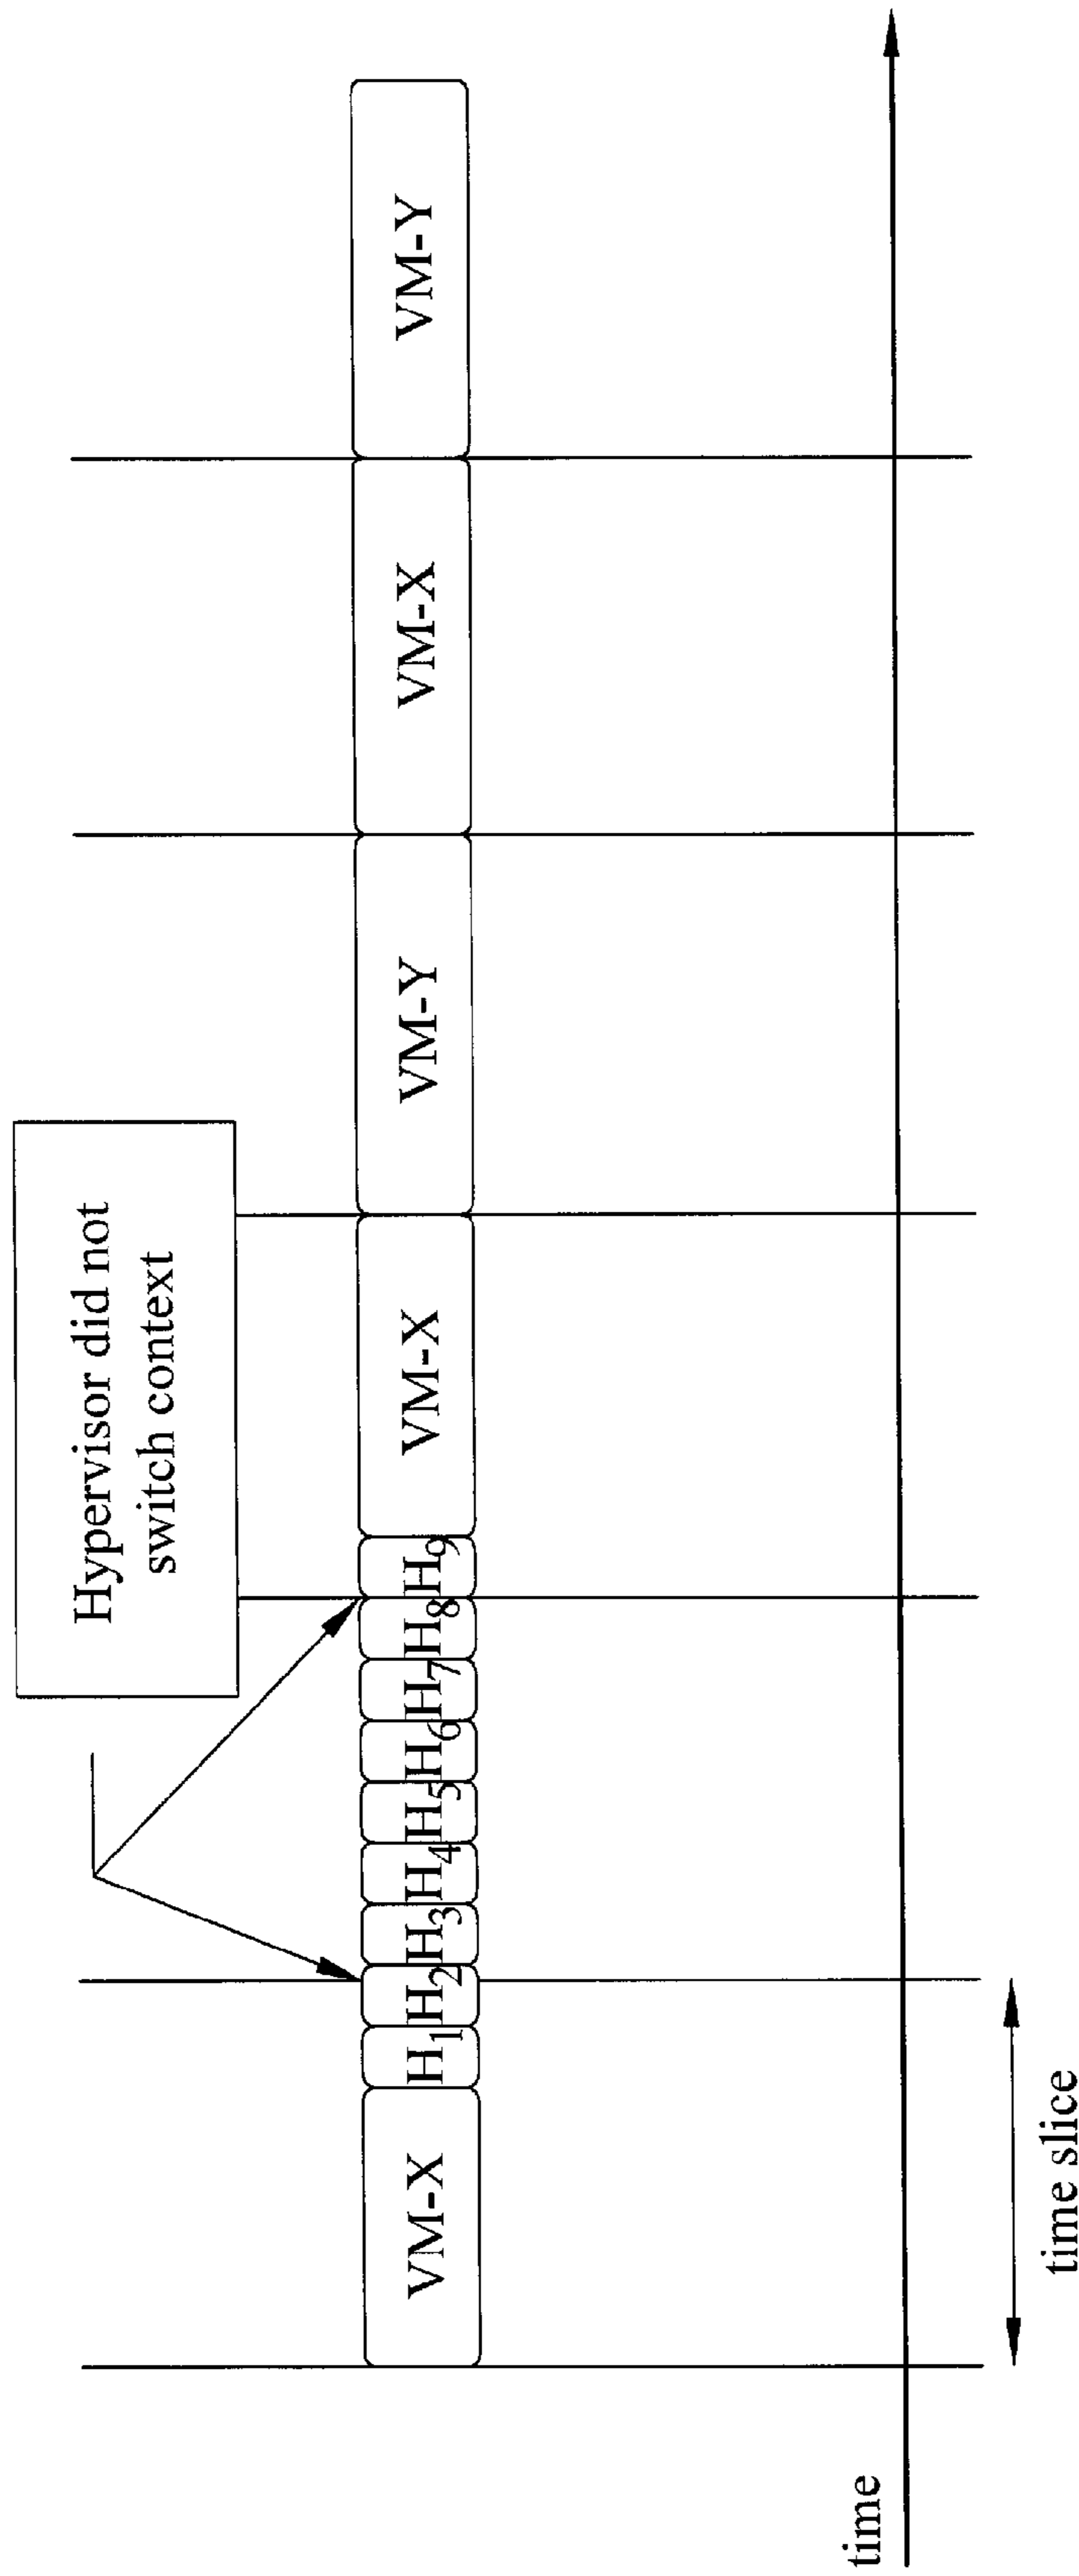 Hypervisor did not
switch context
VM-X
H1
H2
H3
H4
H5
H6
H7
H8
H9
VM-X
VM-Y
VM-X
VM-Y
time
time slice